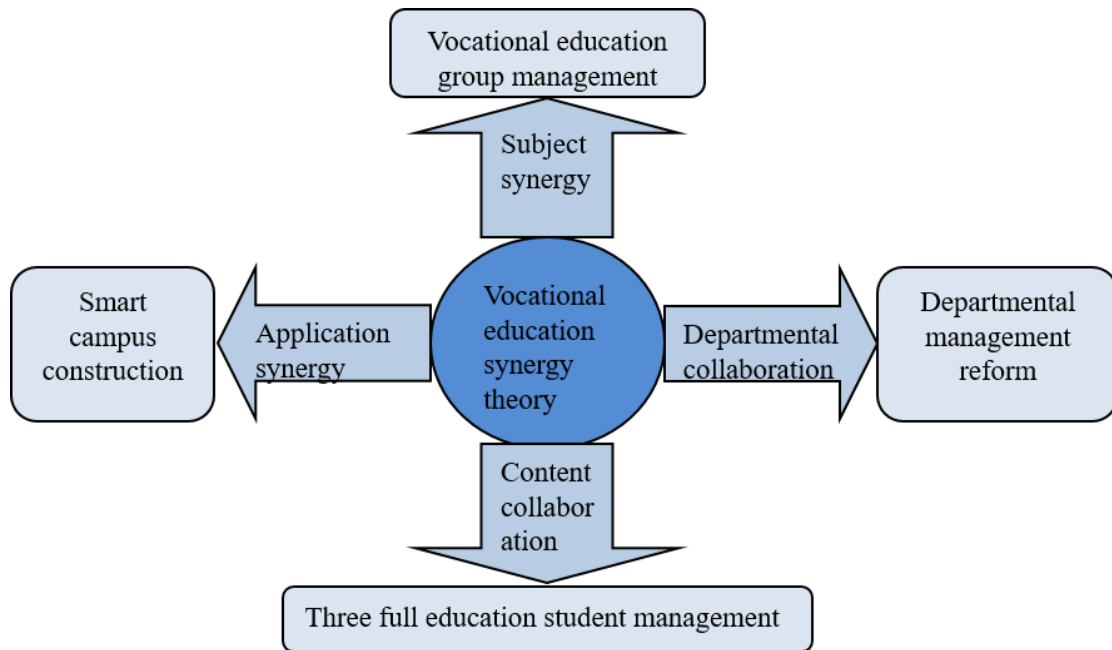 Vocational education
group management
Subject
synergy
Smart
campus
construction
Application
synergy
Vocational
education
synergy
theory
Departmental
collaboration
Departmental
management
reform
Content
collabor
ation
Three full education student management